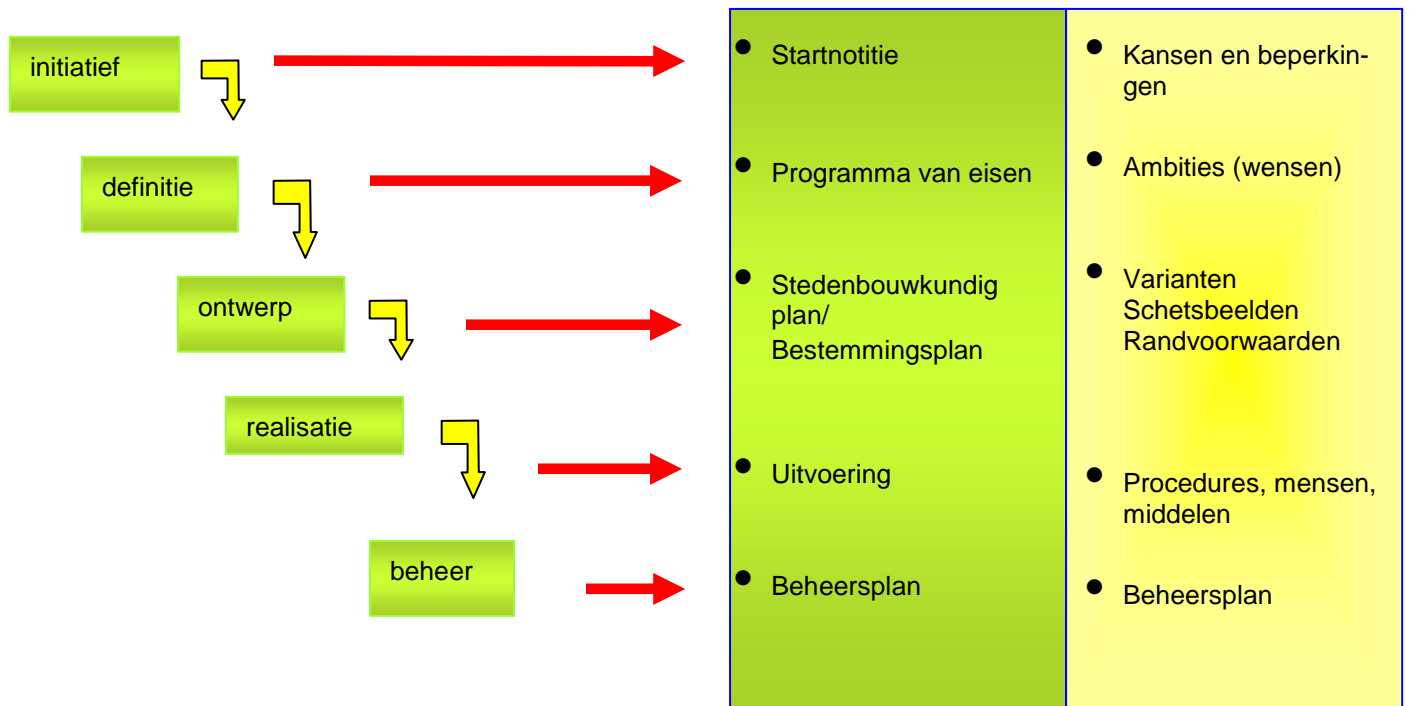 initiatief
definitie
ontwerp
realisatie
beheer
● Startnotitie
● Programma van eisen
● Stedenbouwkundig
plan/
Bestemmingsplan
● Uitvoering
● Beheersplan
● Kansen en beperkin-
gen
● Ambities (wensen)
● Varianten
Schetsbeelden
Randvoorwaarden
● Procedures, mensen,
middelen
● Beheersplan